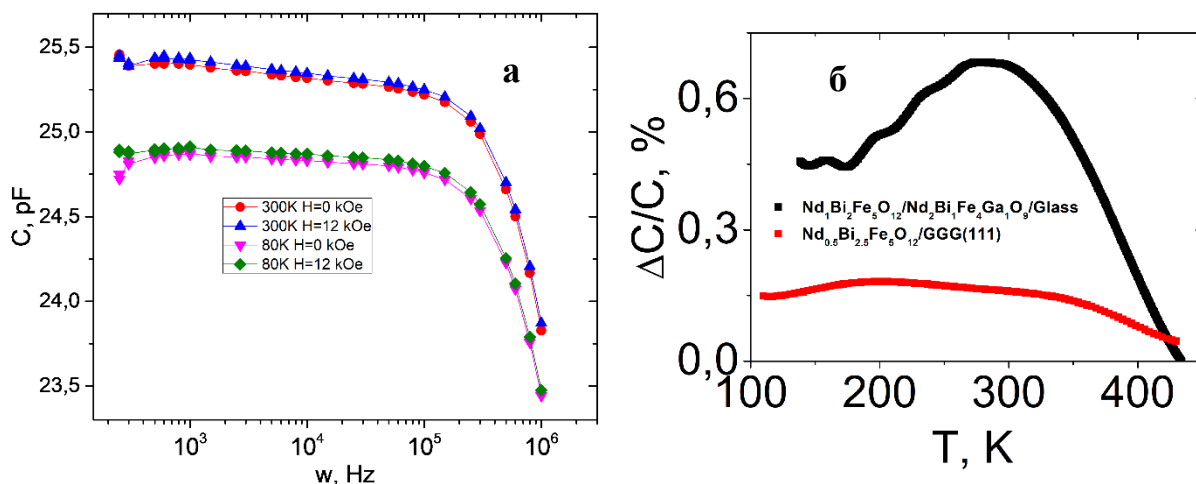 a
25,5
25,0
24,5
24,0
23,5
C, pF
300K H=0 kOe
300K H=12 kOe
80K H=0 kOe
80K H=12 kOe
10³ 10⁴ 10⁵ 10⁶
w, Hz
б
0,6
0,3
0,0
ΔC/C, %
Nd₁Bi₂Fe₅O₁₂/Nd₂Bi₁Fe₄Ga₁O₉/Glass
Nd₀.₅Bi₂.₅Fe₅O₁₂/GGG(111)
100 200 300 400
T, K